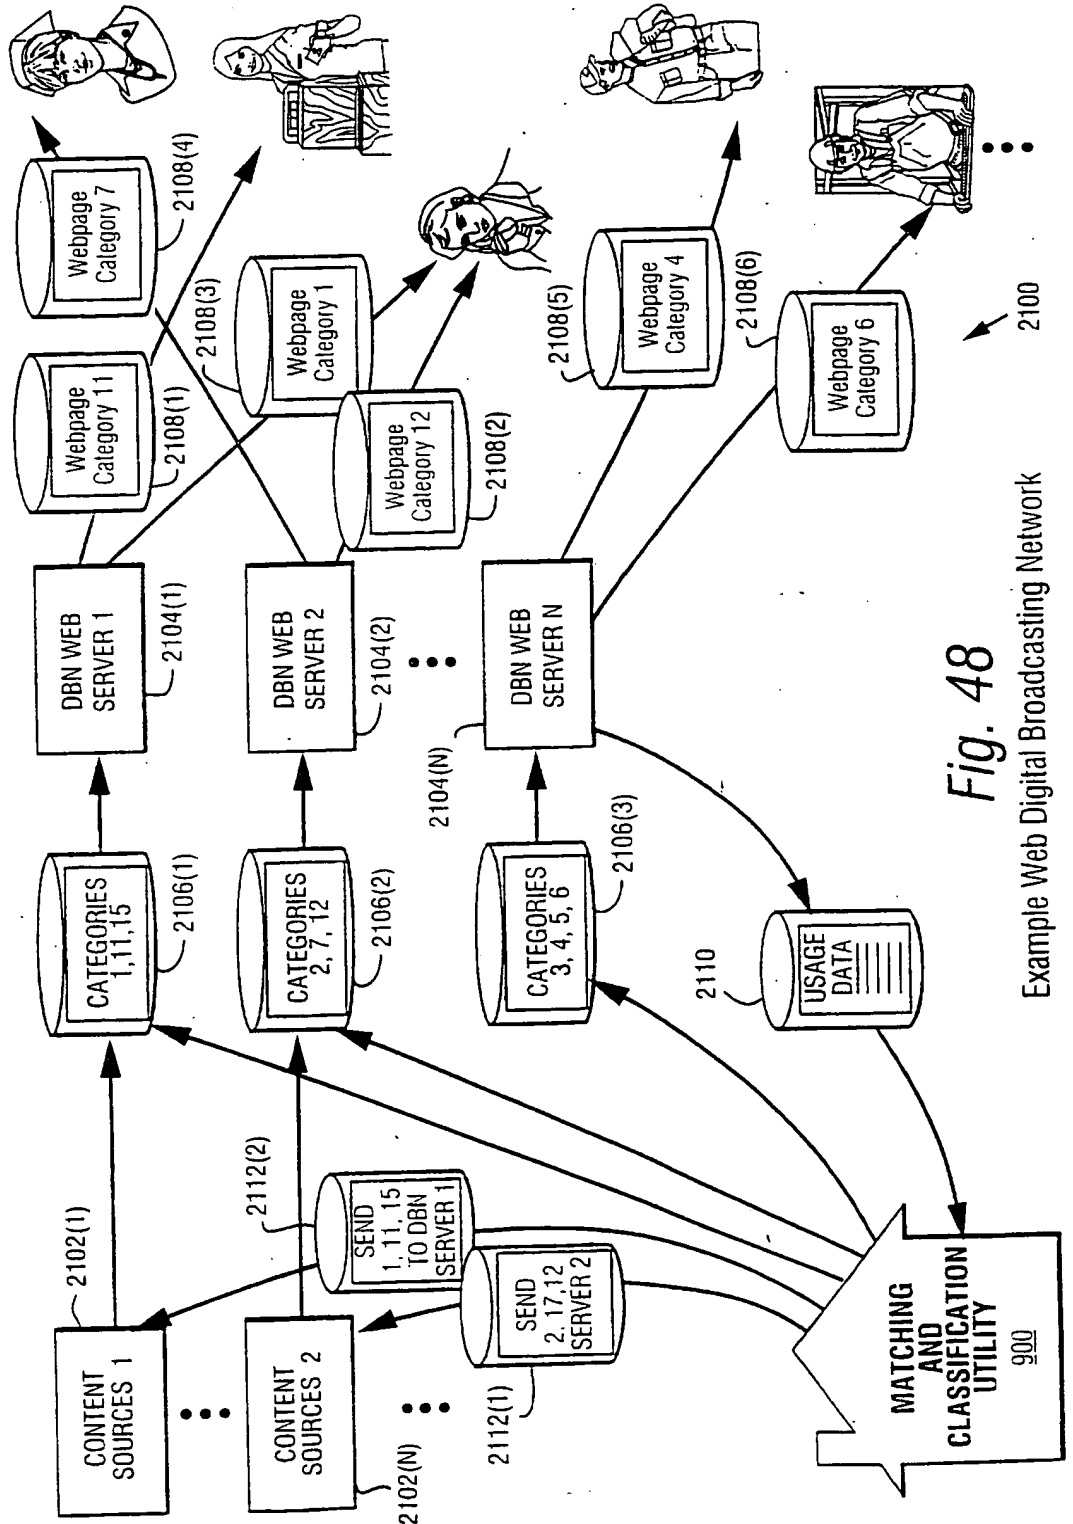 CONTENT
SOURCES 1
2102(1)
CATEGORIES
1,11,15
2106(1)
DBN WEB
SERVER 1
2104(1)
Webpage
Category 11
2108(1)
Webpage
Category 7
2108(4)
CONTENT
SOURCES 2
2102(N)
2112(2)
SEND
1, 11, 15
TO DBN
SERVER 1
CATEGORIES
2, 7, 12
2106(2)
DBN WEB
SERVER 2
2104(2)
2108(3)
Webpage
Category 1
Webpage
Category 12
2108(2)
SEND
2, 17,12
SERVER 2
2112(1)
CATEGORIES
3, 4, 5, 6
2106(3)
2104(N)
DBN WEB
SERVER N
2108(5)
Webpage
Category 4
2108(6)
Webpage
Category 6
2110
USAGE
DATA
MATCHING
AND
CLASSIFICATION
UTILITY
900
2100
Fig. 48
Example Web Digital Broadcasting Network